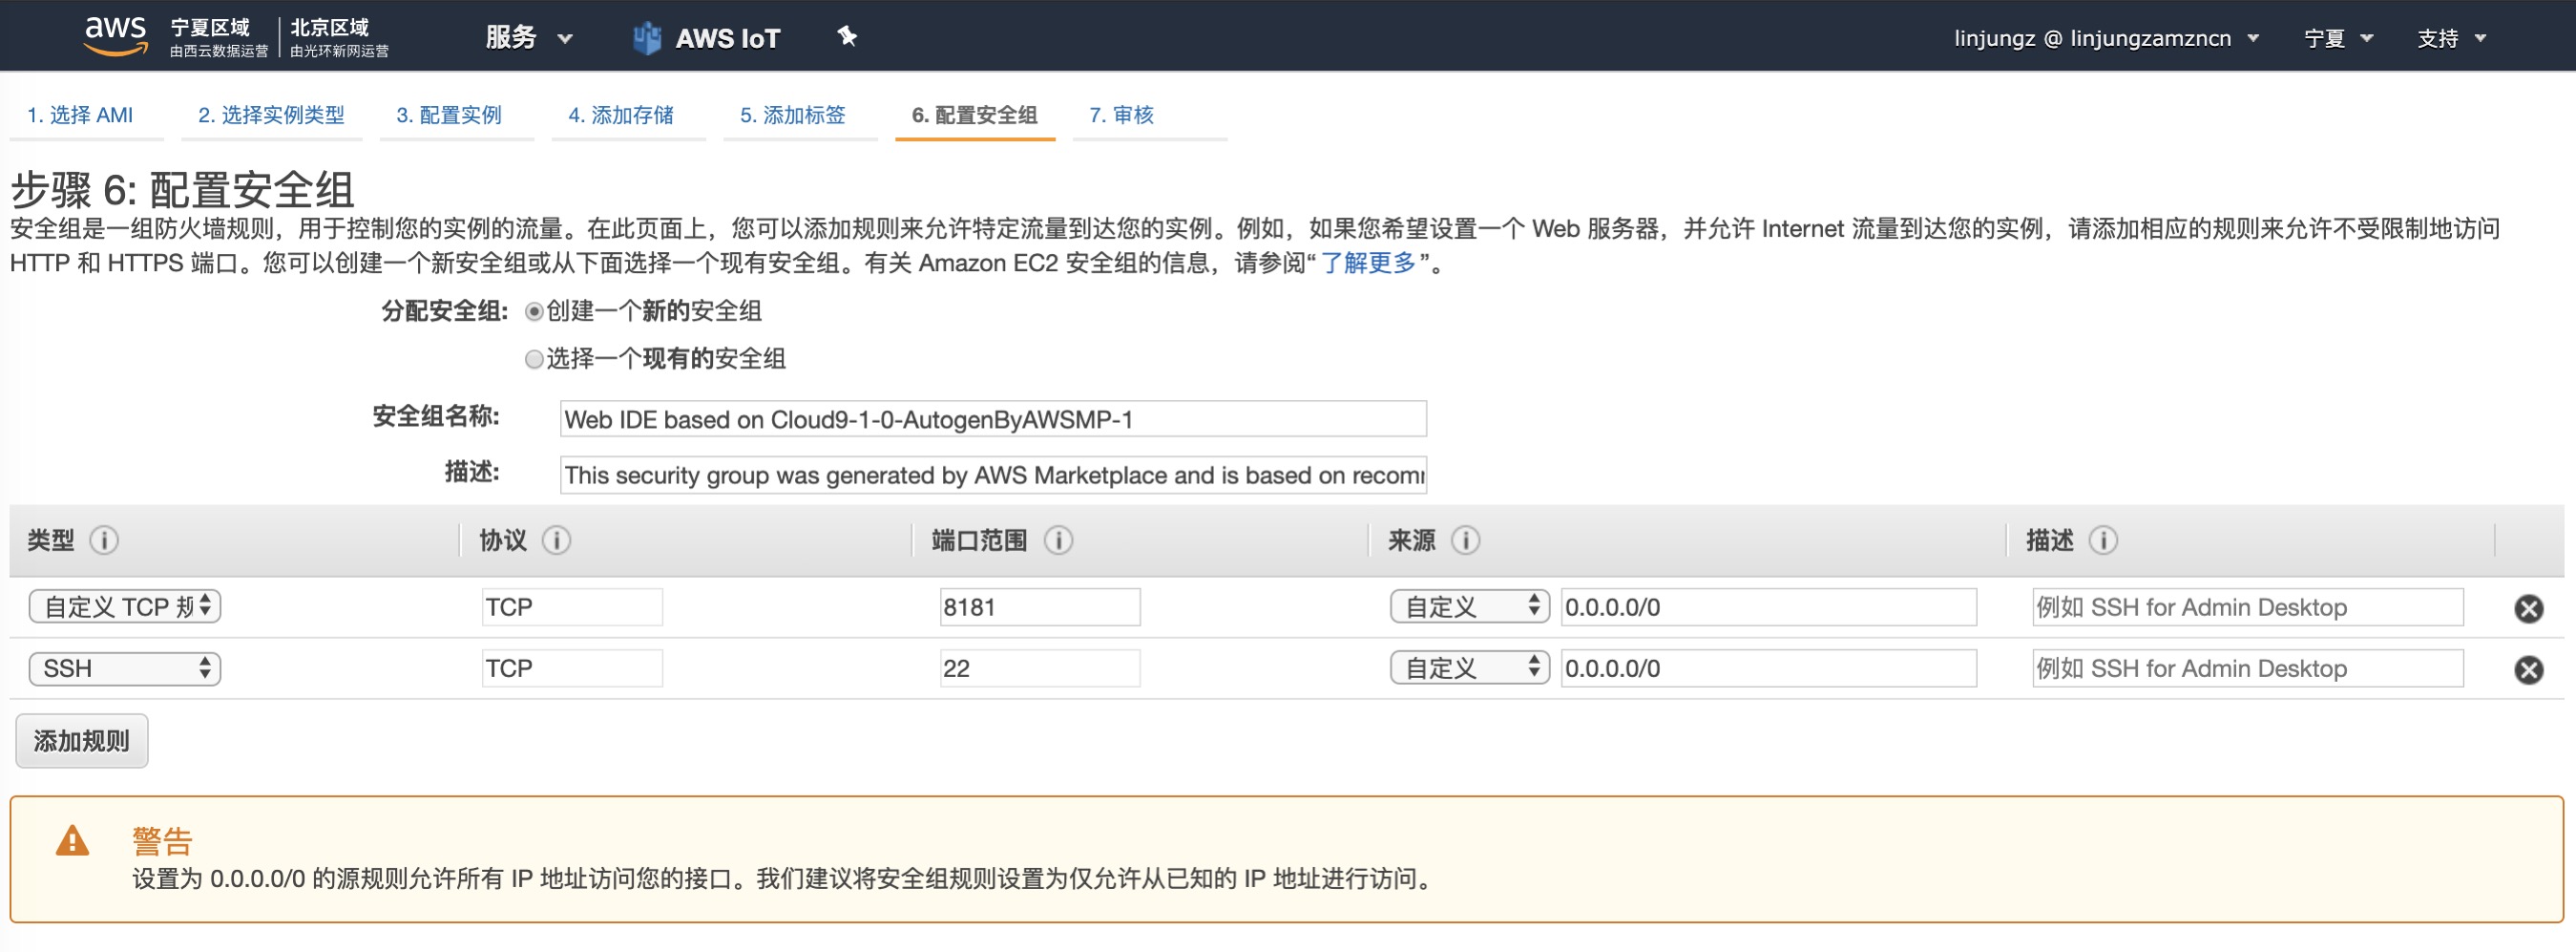 aws 宁夏区域 北京区域 服务 AWS IoT linjungz @ linjungzamzncn 宁夏 支持
由西云数据运营 由光环新网运营
1. 选择 AMI 2. 选择实例类型 3. 配置实例 4. 添加存储 5. 添加标签 6. 配置安全组 7. 审核
步骤 6: 配置安全组
安全组是一组防火墙规则，用于控制您的实例的流量。在此页面上，您可以添加规则来允许特定流量到达您的实例。例如，如果您希望设置一个 Web 服务器，并允许 Internet 流量到达您的实例，请添加相应的规则来允许不受限制地访问
HTTP 和 HTTPS 端口。您可以创建一个新安全组或从下面选择一个现有安全组。有关 Amazon EC2 安全组的信息，请参阅“了解更多”。
分配安全组: 创建一个新的安全组
选择一个现有的安全组
安全组名称: Web IDE based on Cloud9-1-0-AutogenByAWSMP-1
描述: This security group was generated by AWS Marketplace and is based on recom
类型 协议 端口范围 来源 描述
自定义 TCP 规 TCP 8181 自定义 0.0.0.0/0 例如 SSH for Admin Desktop
SSH TCP 22 自定义 0.0.0.0/0 例如 SSH for Admin Desktop
添加规则
警告
设置为 0.0.0.0/0 的源规则允许所有 IP 地址访问您的接口。我们建议将安全组规则设置为仅允许从已知的 IP 地址进行访问。